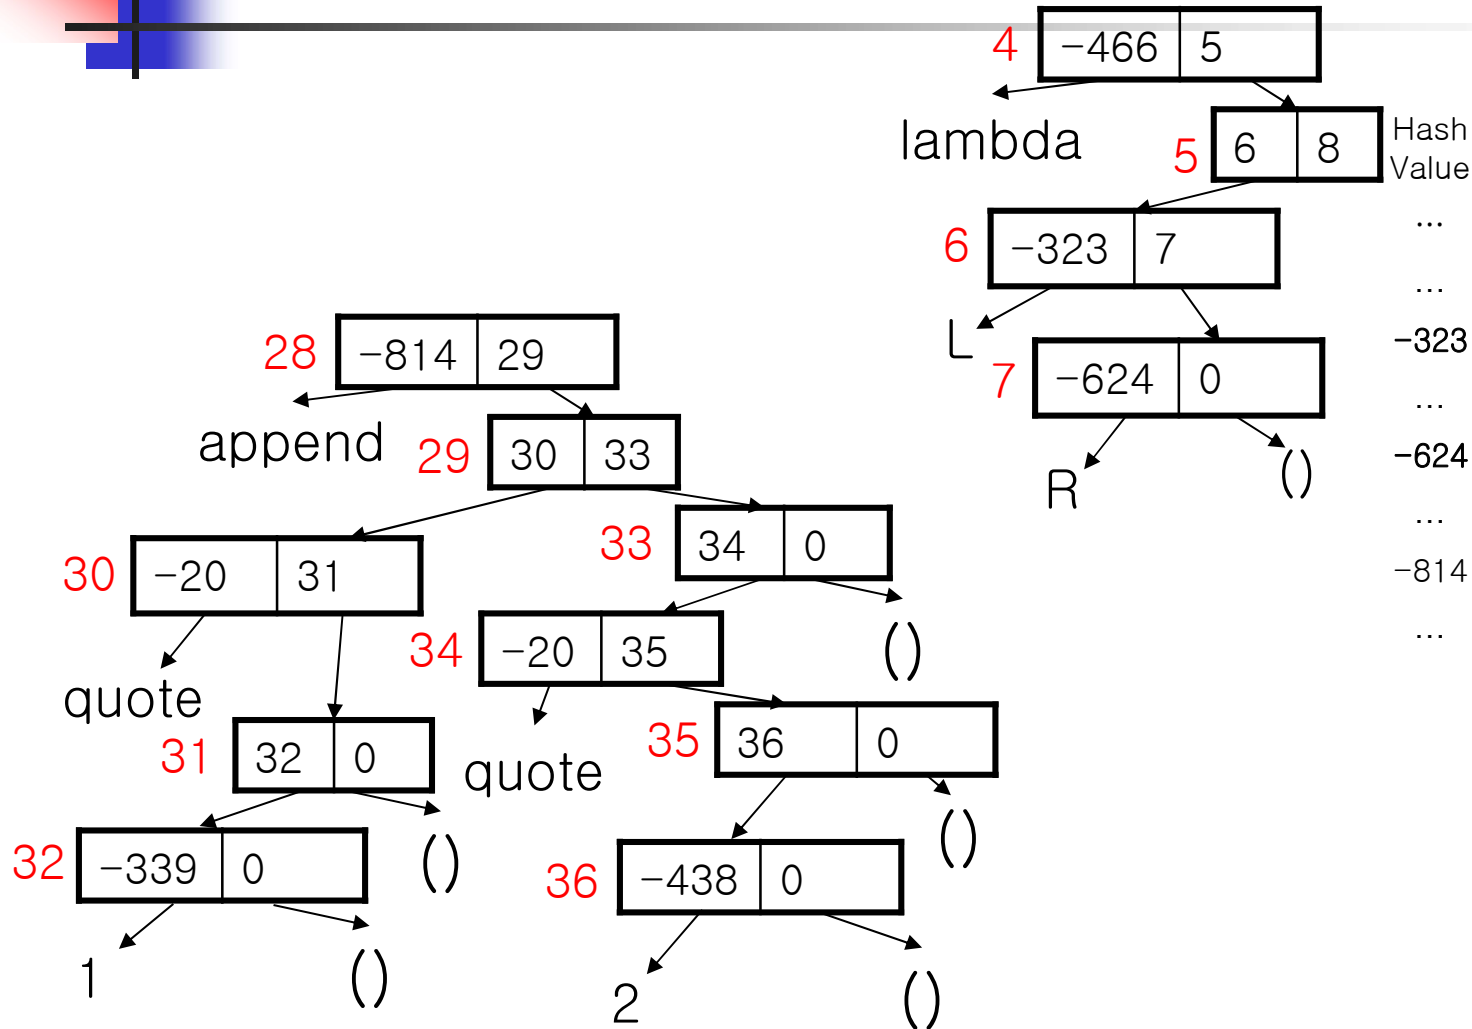 4 -466 5
lambda
5 6 8
Hash
Value
...
6 -323 7
...
L
7 -624 0
-323
...
R
()
-624
...
-814
...
28 -814 29
append
29 30 33
30 -20 31
33 34 0
quote
34 -20 35
()
31 32 0
quote
35 36 0
32 -339 0
()
36 -438 0
()
1
()
2
()